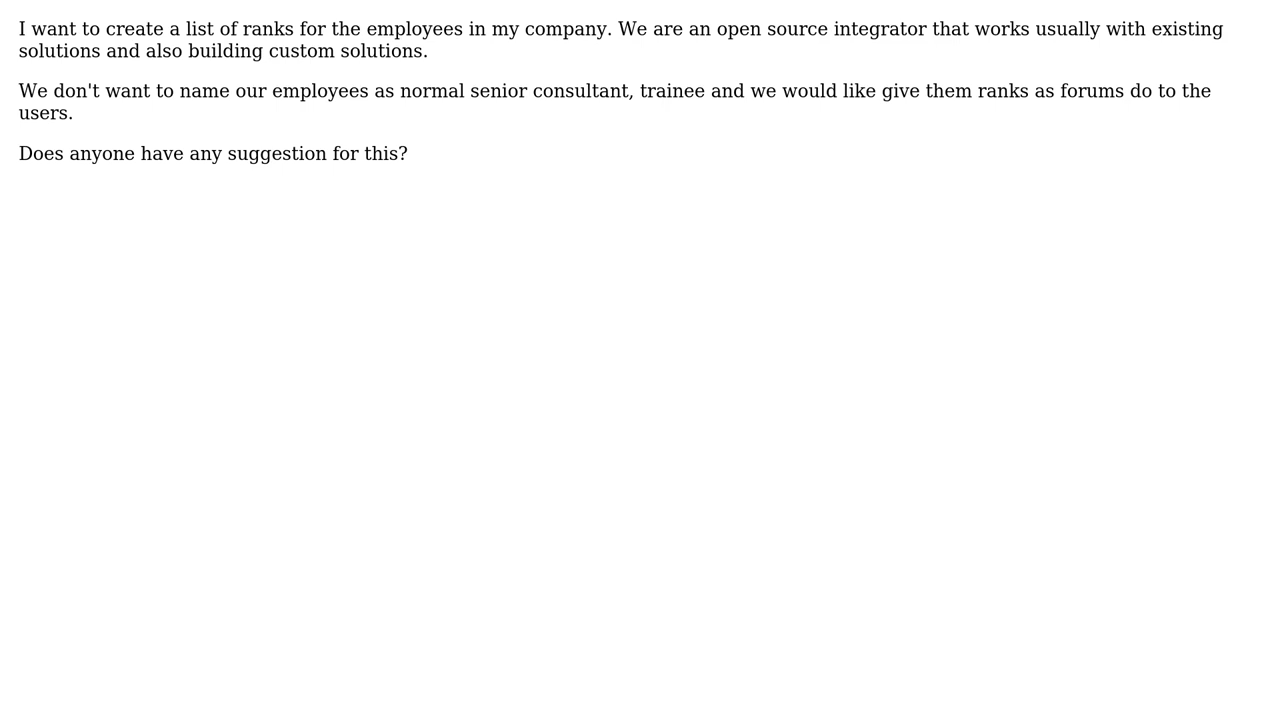 I want to create a list of ranks for the employees in my company. We are an open source integrator that works usually with existing
solutions and also building custom solutions.
We don't want to name our employees as normal senior consultant, trainee and we would like give them ranks as forums do to the
users.
Does anyone have any suggestion for this?